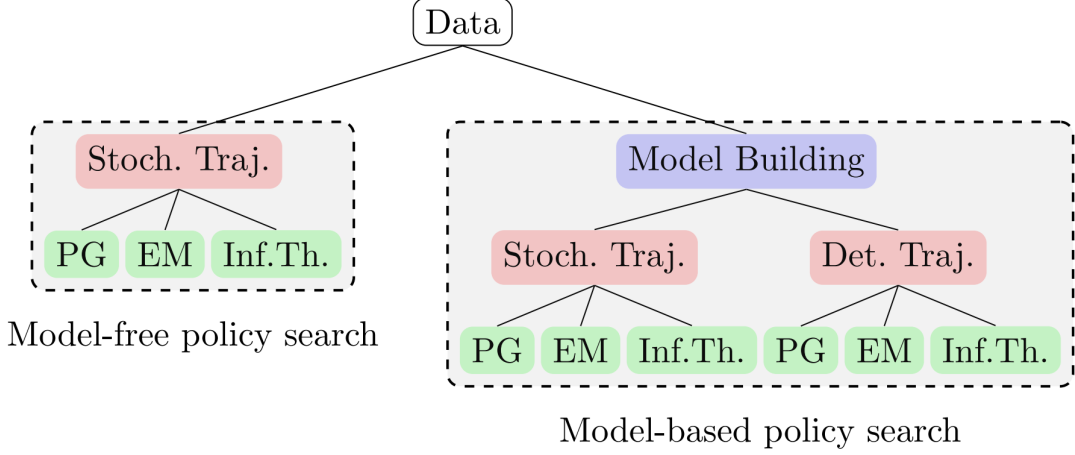 Data
Stoch. Traj.
PG EM Inf.Th.
Model-free policy search
Model Building
Stoch. Traj. Det. Traj.
PG EM Inf.Th. PG EM Inf.Th.
Model-based policy search